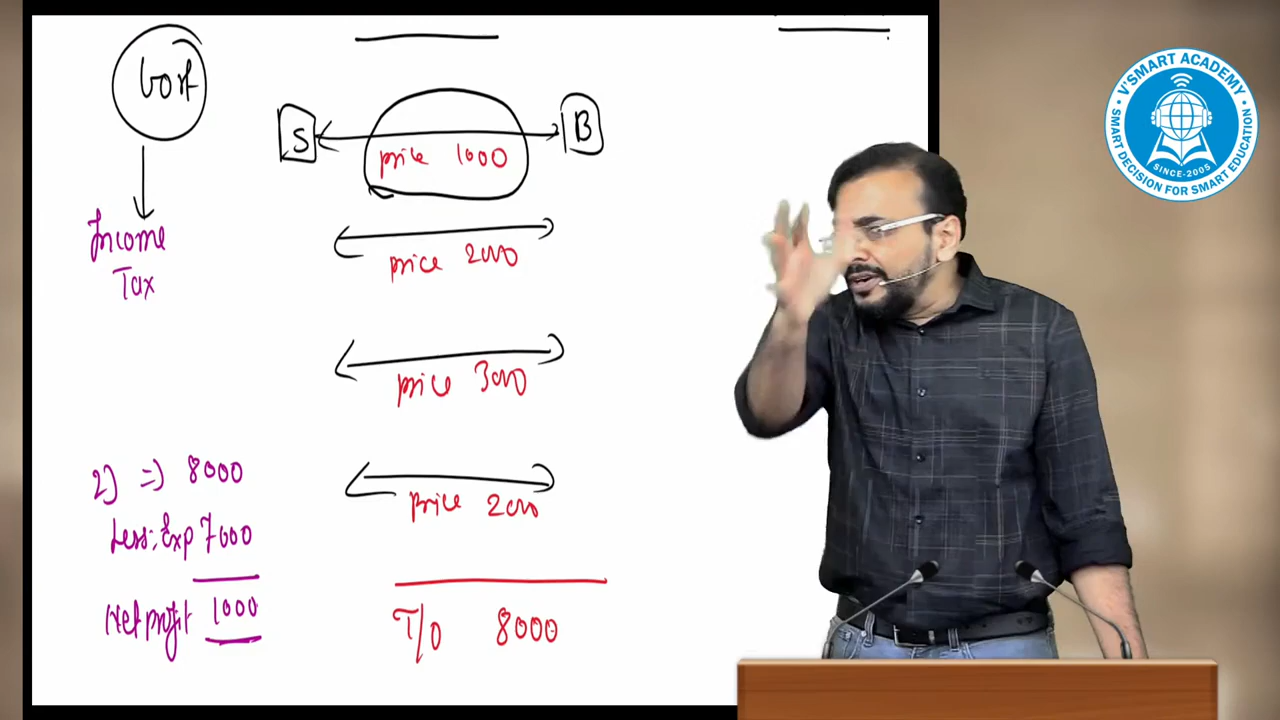 Govt
S
B
price 1000
Income
Tax
price 2000
price 3000
2) => 8000
Less: Exp 7000
Net profit 1000
price 2000
T/O 8000
V'SMART ACADEMY
SINCE-2005
SMART DECISION FOR SMART EDUCATION